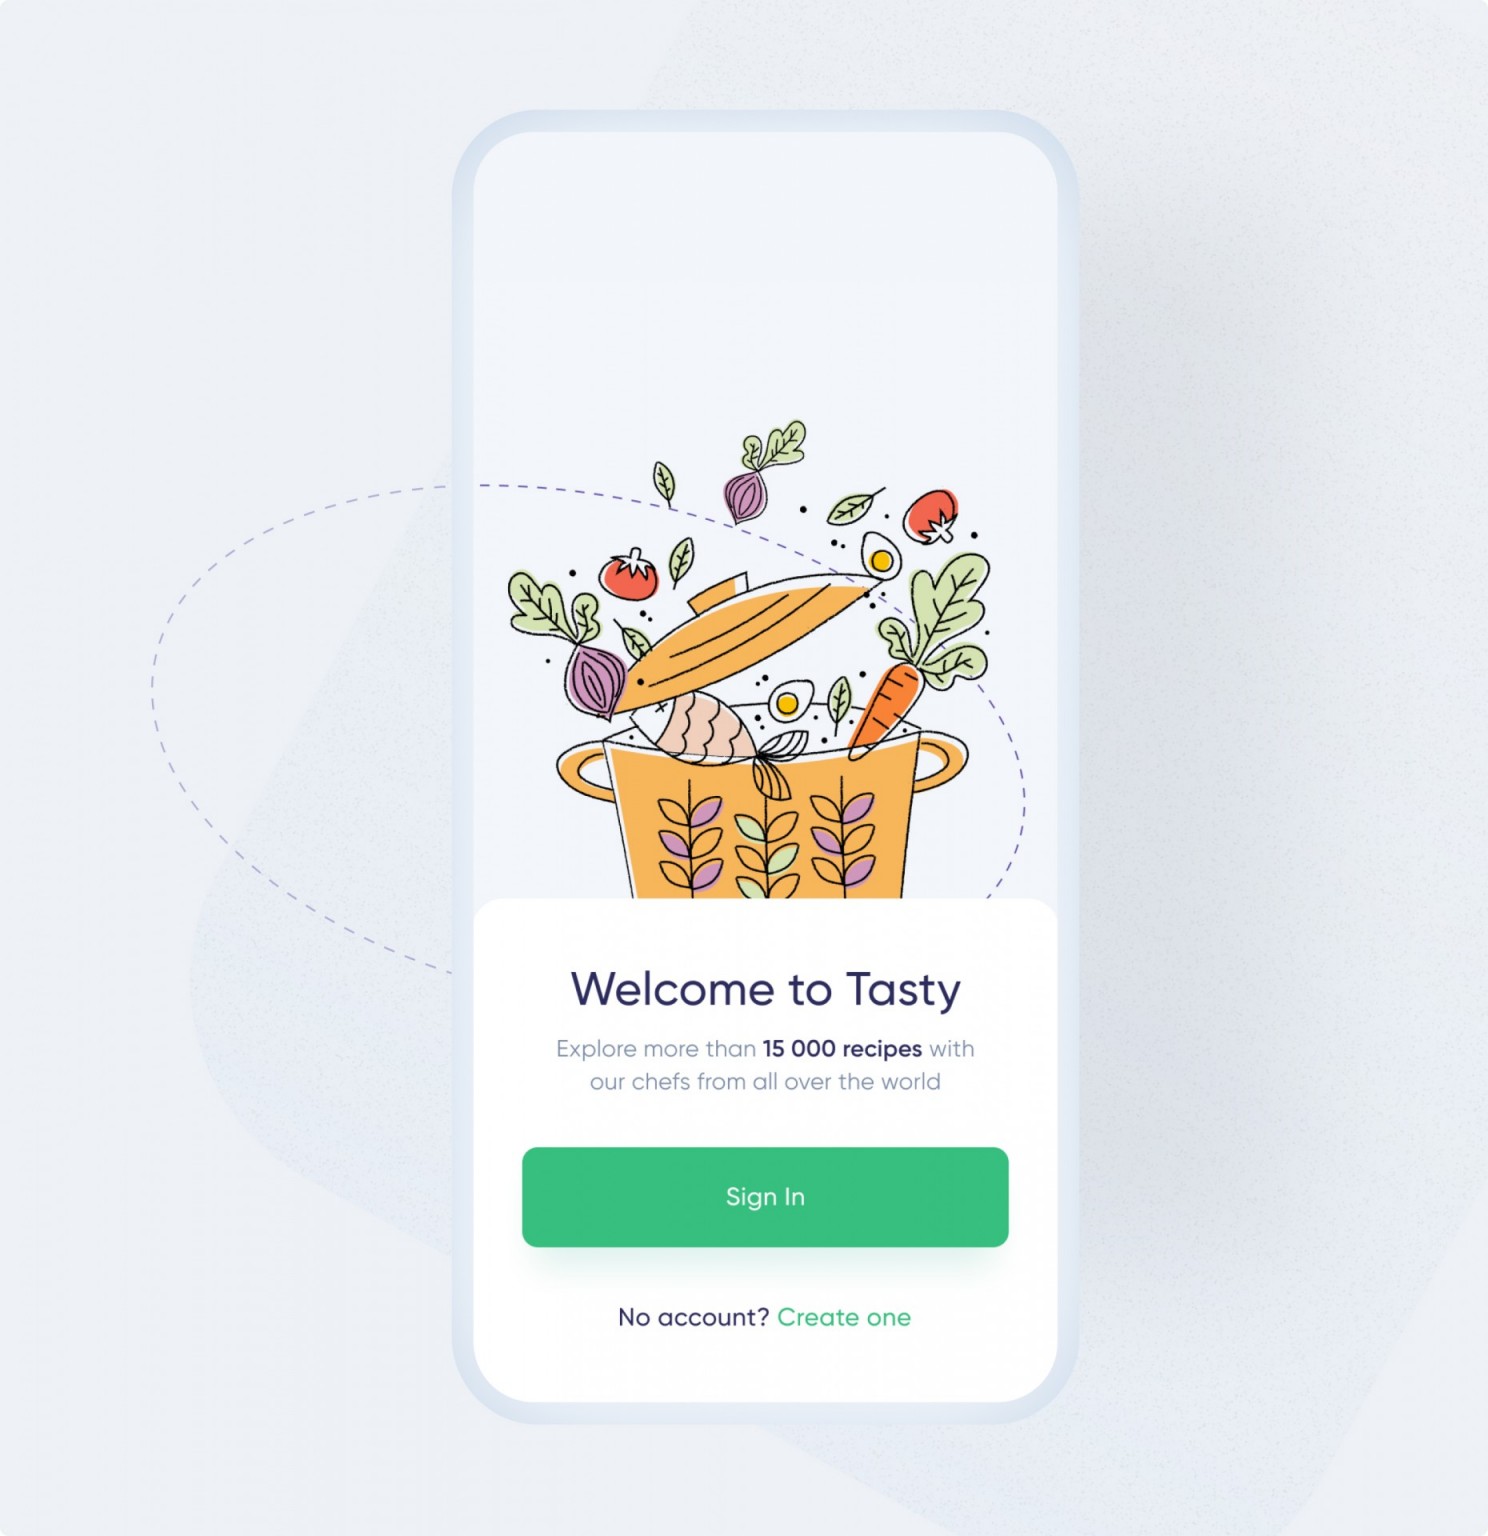 Welcome to Tasty
Explore more than 15 000 recipes with
our chefs from all over the world
Sign In
No account? Create one